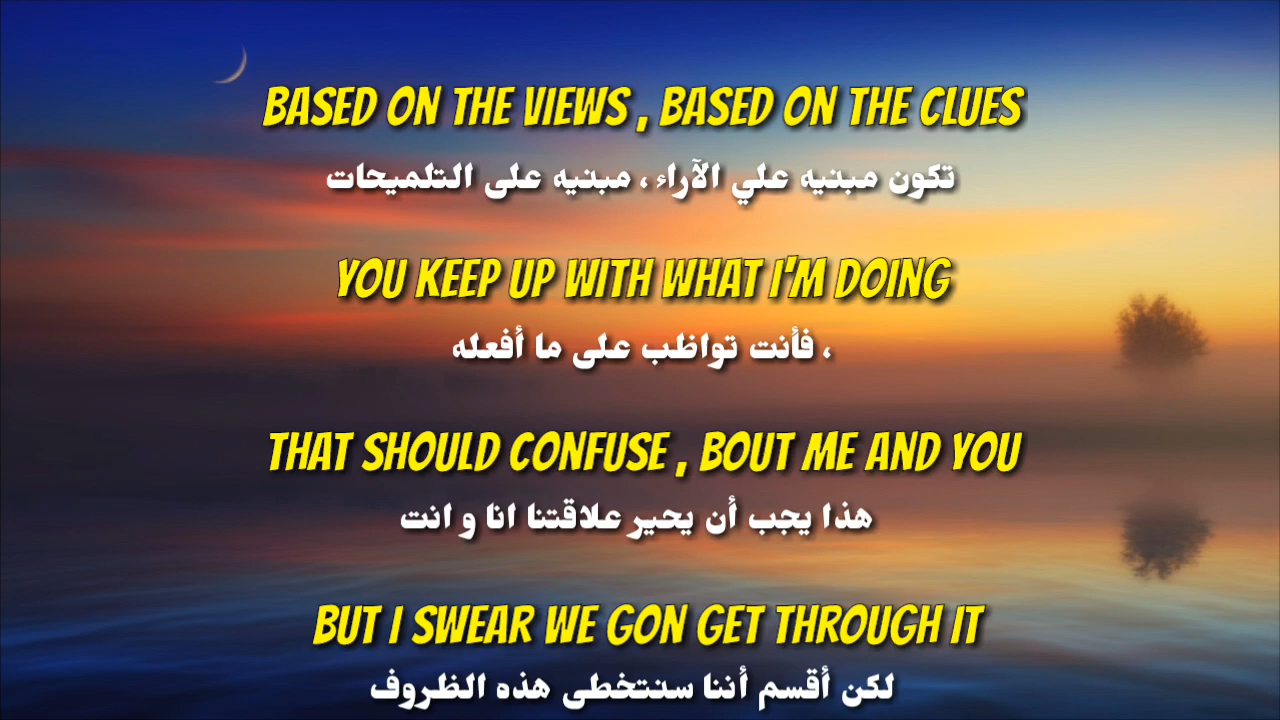 BASED ON THE VIEWS , BASED ON THE CLUES
تكون مبنيه علي الآراء ، مبنيه على التلميحات
YOU KEEP UP WITH WHAT I'M DOING
، فأنت تواظب على ما أفعله
THAT SHOULD CONFUSE , BOUT ME AND YOU
هذا يجب أن يحير علاقتنا انا و انت
BUT I SWEAR WE GON GET THROUGH IT
لكن أقسم أننا سنتخطى هذه الظروف